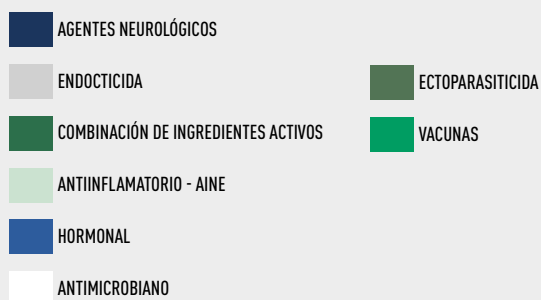 AGENTES NEUROLÓGICOS
ENDOCTICIDA
COMBINACIÓN DE INGREDIENTES ACTIVOS
ANTIINFLAMATORIO - AINE
HORMONAL
ANTIMICROBIANO
ECTOPARASITICIDA
VACUNAS